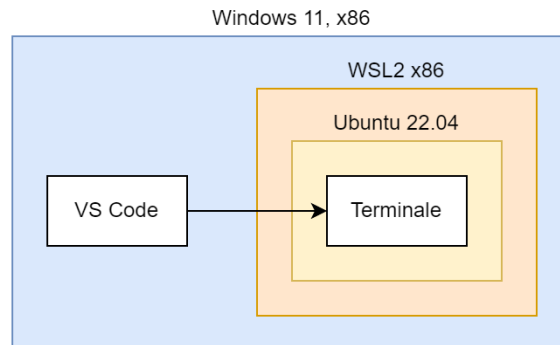 Windows 11, x86
WSL2 x86
Ubuntu 22.04
VS Code
Terminale